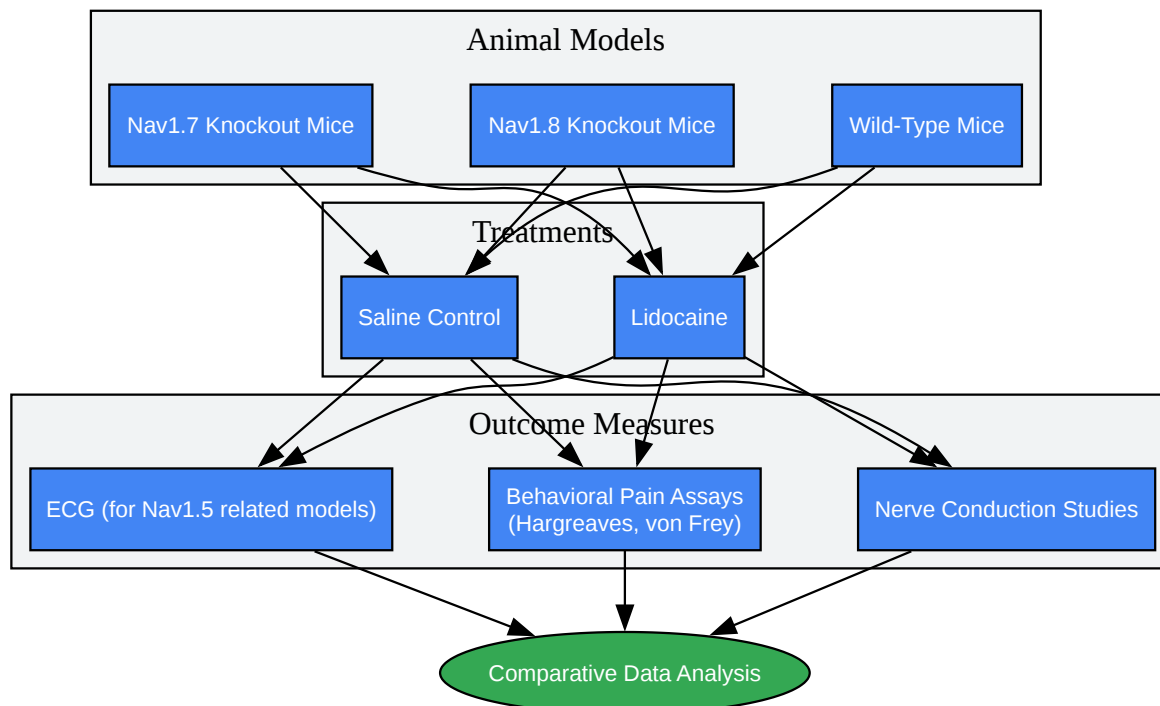 Animal Models
Nav1.7 Knockout Mice
Nav1.8 Knockout Mice
Wild-Type Mice
Treatments
Saline Control
Lidocaine
Outcome Measures
ECG (for Nav1.5 related models)
Behavioral Pain Assays
(Hargreaves, von Frey)
Nerve Conduction Studies
Comparative Data Analysis